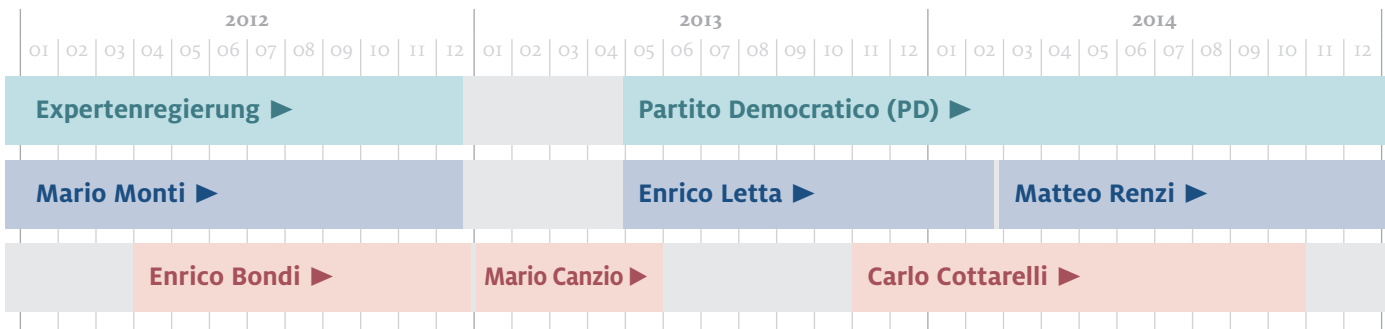 2012 2013 2014
01 02 03 04 05 06 07 08 09 10 11 12 01 02 03 04 05 06 07 08 09 10 11 12 01 02 03 04 05 06 07 08 09 10 11 12
Expertenregierung ► Partito Democratico (PD) ►
Mario Monti ► Enrico Letta ► Matteo Renzi ►
Enrico Bondi ► Mario Canzio ► Carlo Cottarelli ►